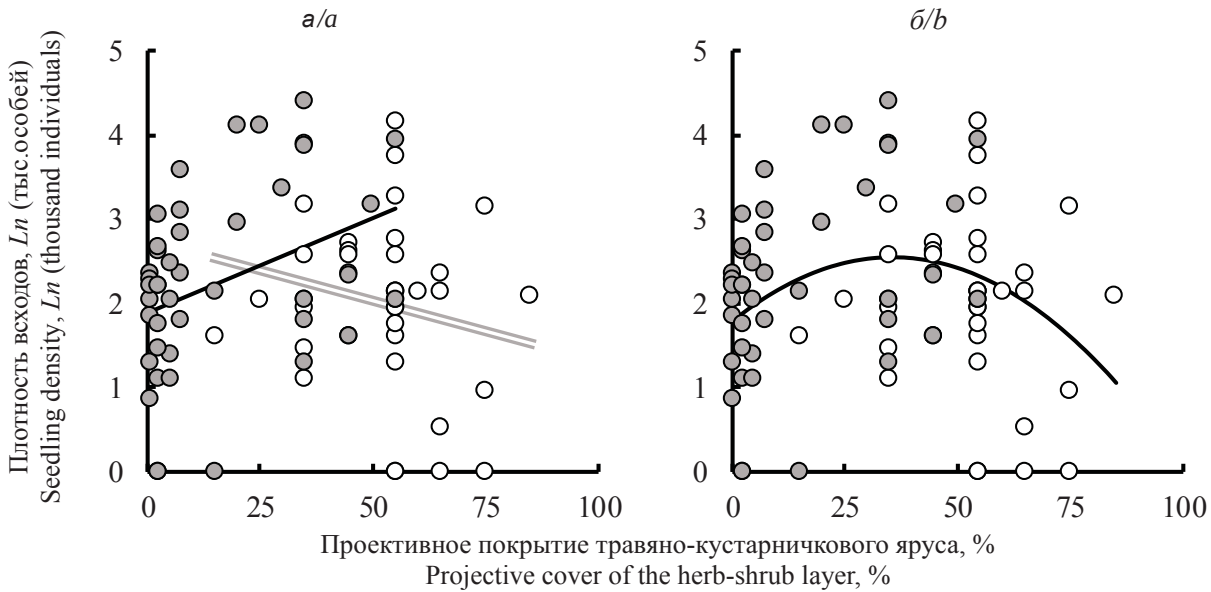 а/a
б/b
Плотность всходов, Ln (тыс.особей)
Seedling density, Ln (thousand individuals)
5
4
3
2
1
0
0 25 50 75 100
5
4
3
2
1
0
0 25 50 75 100
Проективное покрытие травяно-кустарничкового яруса, %
Projective cover of the herb-shrub layer, %